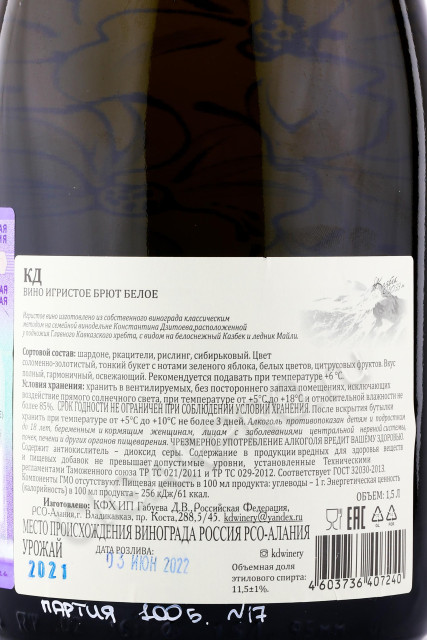 КД
ВИНО ИГРИСТОЕ БРЮТ БЕЛОЕ
Игристое вино изготовлено из собственного винограда классическим
методом на семейной винодельне Константина Дзитоева, расположенной
у подножия Главного Кавказского хребта, с видом на белоснежный Казбек и ледник Майли.
Сортовой состав: шардоне, ркацители, рислинг, сибирьковый. Цвет
соломенно-золотистый, тонкий букет с нотами зеленого яблока, белых цветов, цитрусовых фруктов. Вкус
полный, гармоничный, освежающий. Рекомендуется подавать при температуре +6°С.
Условия хранения: хранить в вентилируемых, без постороннего запаха помещениях, исключающих
воздействие прямого солнечного света, при температуре от +5°С до +18°С и относительной влажности не
более 85%. СРОК ГОДНОСТИ НЕ ОГРАНИЧЕН ПРИ СОБЛЮДЕНИИ УСЛОВИЙ ХРАНЕНИЯ. После вскрытия бутылки
хранить при температуре от +5°С до +10°С не более 3 дней. Алкоголь противопоказан детям и подросткам
до 18 лет, беременным и кормящим женщинам, лицам с заболеваниями центральной нервной системы,
почек, печени и других органов пищеварения. ЧРЕЗМЕРНОЕ УПОТРЕБЛЕНИЕ АЛКОГОЛЯ ВРЕДИТ ВАШЕМУ ЗДОРОВЬЮ.
Содержит антиокислитель – диоксид серы. Содержание в продукции вредных для здоровья веществ
и пищевых добавок не превышает допустимые уровни, установленные Техническими
регламентами Таможенного союза ТР ТС 021/2011 и ТР ТС 029-2012. Соответствует ГОСТ 32030-2013.
Компоненты ГМО отсутствуют. Пищевая ценность в 100 мл продукта: углеводы – 1 г. Энергетическая ценность
(калорийность) в 100 мл продукта – 256 кДж/61 ккал.
ОБЪЕМ: 1,5 Л
Изготовлено: КФХ ИП Габуева Д.В., Российская Федерация,
РСО-Алания, г. Владикавказ, пр. Коста, 288,5/45. kdwinery@yandex.ru
МЕСТО ПРОИСХОЖДЕНИЯ ВИНОГРАДА РОССИЯ РСО-АЛАНИЯ
УРОЖАЙ
ДАТА РОЗЛИВА:
kdwinery
2021
03 ИЮН 2022
Объемная доля
этилового спирта:
11,5±1%.
EAC
4 603736 407240
ПАРТИЯ 100 Б. №17